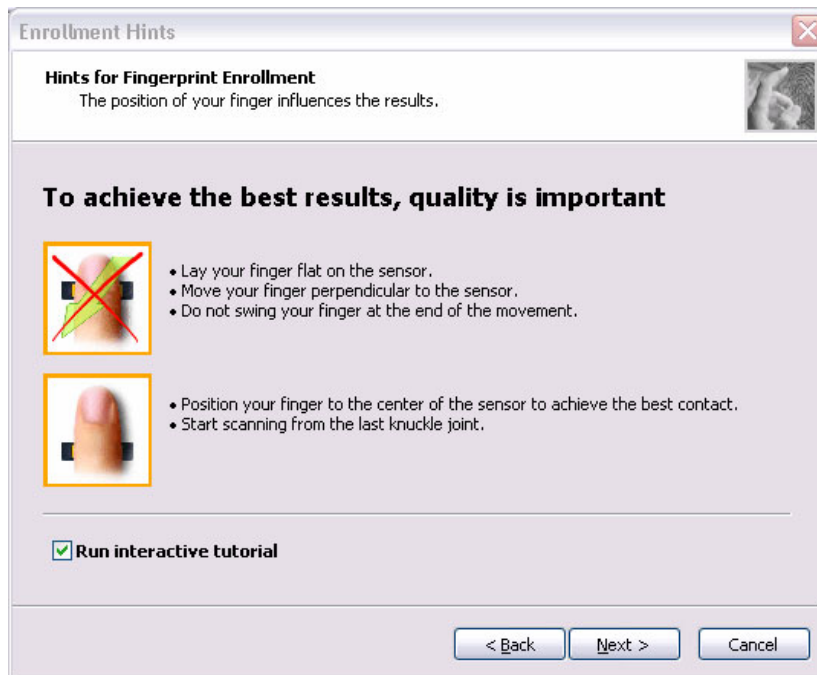 Enrollment Hints
Hints for Fingerprint Enrollment
The position of your finger influences the results.
To achieve the best results, quality is important
• Lay your finger flat on the sensor.
• Move your finger perpendicular to the sensor.
• Do not swing your finger at the end of the movement.
• Position your finger to the center of the sensor to achieve the best contact.
• Start scanning from the last knuckle joint.
Run interactive tutorial
< Back Next > Cancel